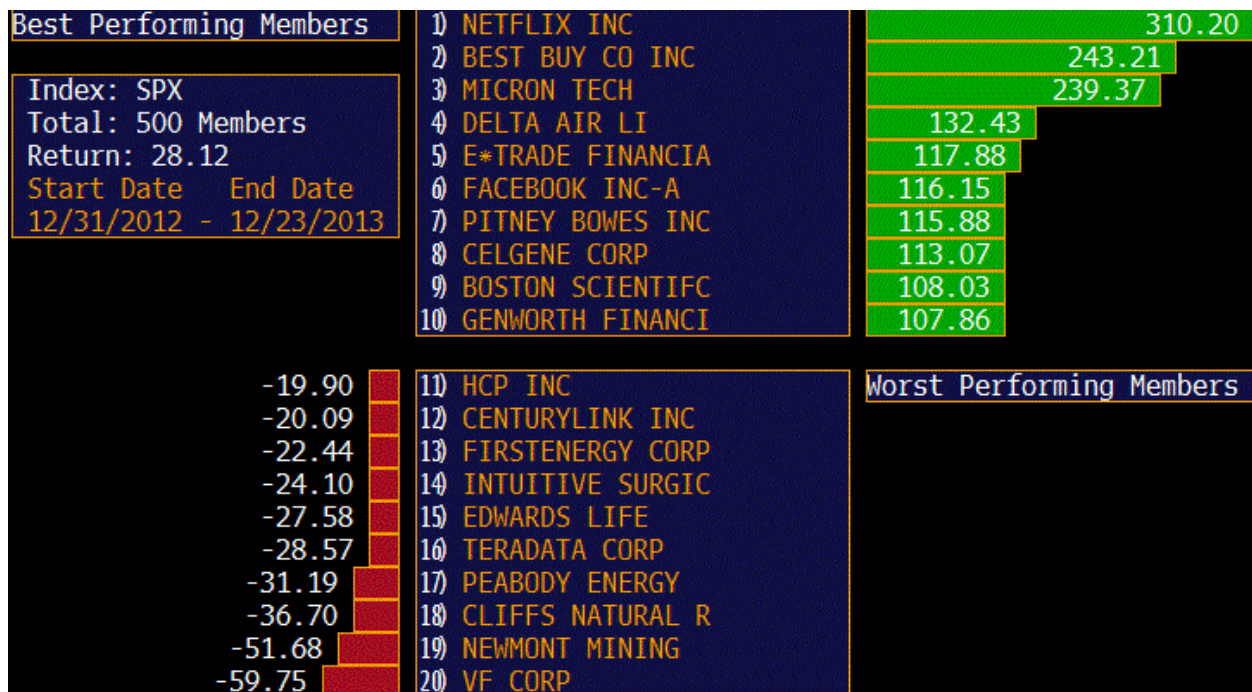 Best Performing Members
Index: SPX
Total: 500 Members
Return: 28.12
Start Date End Date
12/31/2012 - 12/23/2013
1) NETFLIX INC 310.20
2) BEST BUY CO INC 243.21
3) MICRON TECH 239.37
4) DELTA AIR LI 132.43
5) E*TRADE FINANCIA 117.88
6) FACEBOOK INC-A 116.15
7) PITNEY BOWES INC 115.88
8) CELGENE CORP 113.07
9) BOSTON SCIENTIFC 108.03
10) GENWORTH FINANCI 107.86
Worst Performing Members
-19.90 11) HCP INC
-20.09 12) CENTURYLINK INC
-22.44 13) FIRSTENERGY CORP
-24.10 14) INTUITIVE SURGIC
-27.58 15) EDWARDS LIFE
-28.57 16) TERADATA CORP
-31.19 17) PEABODY ENERGY
-36.70 18) CLIFFS NATURAL R
-51.68 19) NEWMONT MINING
-59.75 20) VF CORP